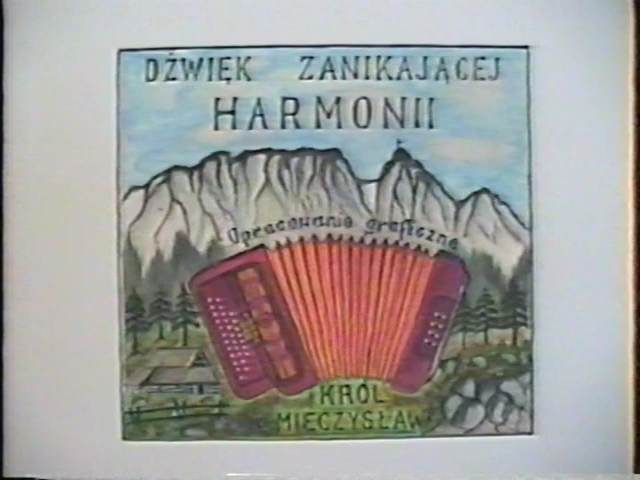 DŹWIĘK ZANIKAJĄCEJ
HARMONII
Opracowanie graficzne
KRÓL
MIECZYSŁAW